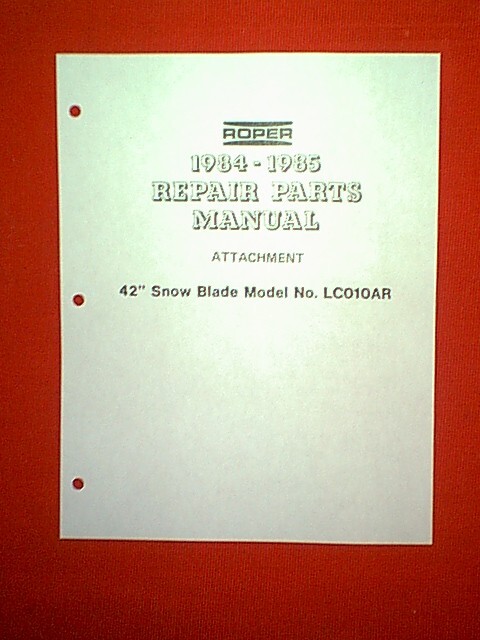 ROPER
1984-1985
REPAIR PARTS
MANUAL
ATTACHMENT
42" Snow Blade Model No. LC010AR